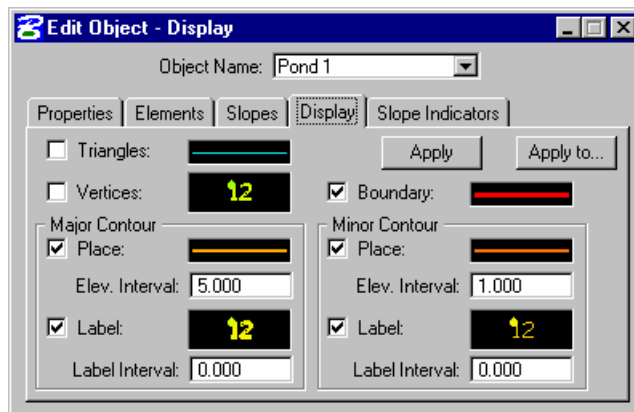 Edit Object - Display
Object Name: Pond 1
Properties Elements Slopes Display Slope Indicators
Triangles: Apply Apply to...
Vertices: 12 Boundary:
Major Contour Minor Contour
Place: Place:
Elev. Interval: 5.000 Elev. Interval: 1.000
Label: 12 Label: 12
Label Interval: 0.000 Label Interval: 0.000